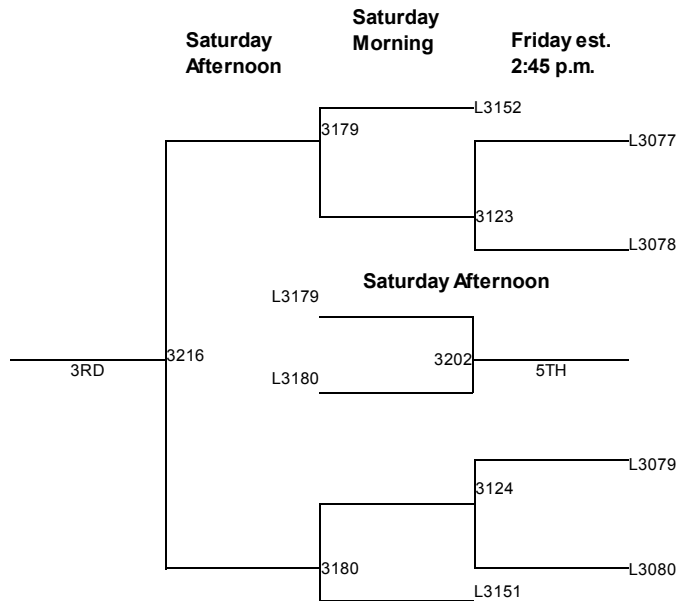 Saturday
Afternoon
Saturday
Morning
Friday est.
2:45 p.m.
L3152
3179
L3077
3123
L3078
Saturday Afternoon
L3179
3216
3202
3RD
L3180
5TH
L3079
3124
3180
L3080
L3151